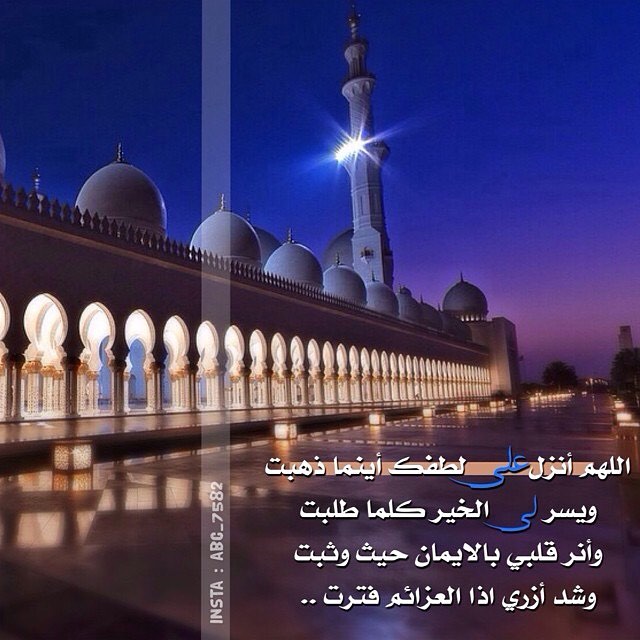 اللهم أنزل على لطفك أينما ذهبت
ويسر لى الخير كلما طلبت
وأنر قلبي بالايمان حيث وثبت
وشد أزري اذا العزائم فترت ..
INSTA : ABC_7582